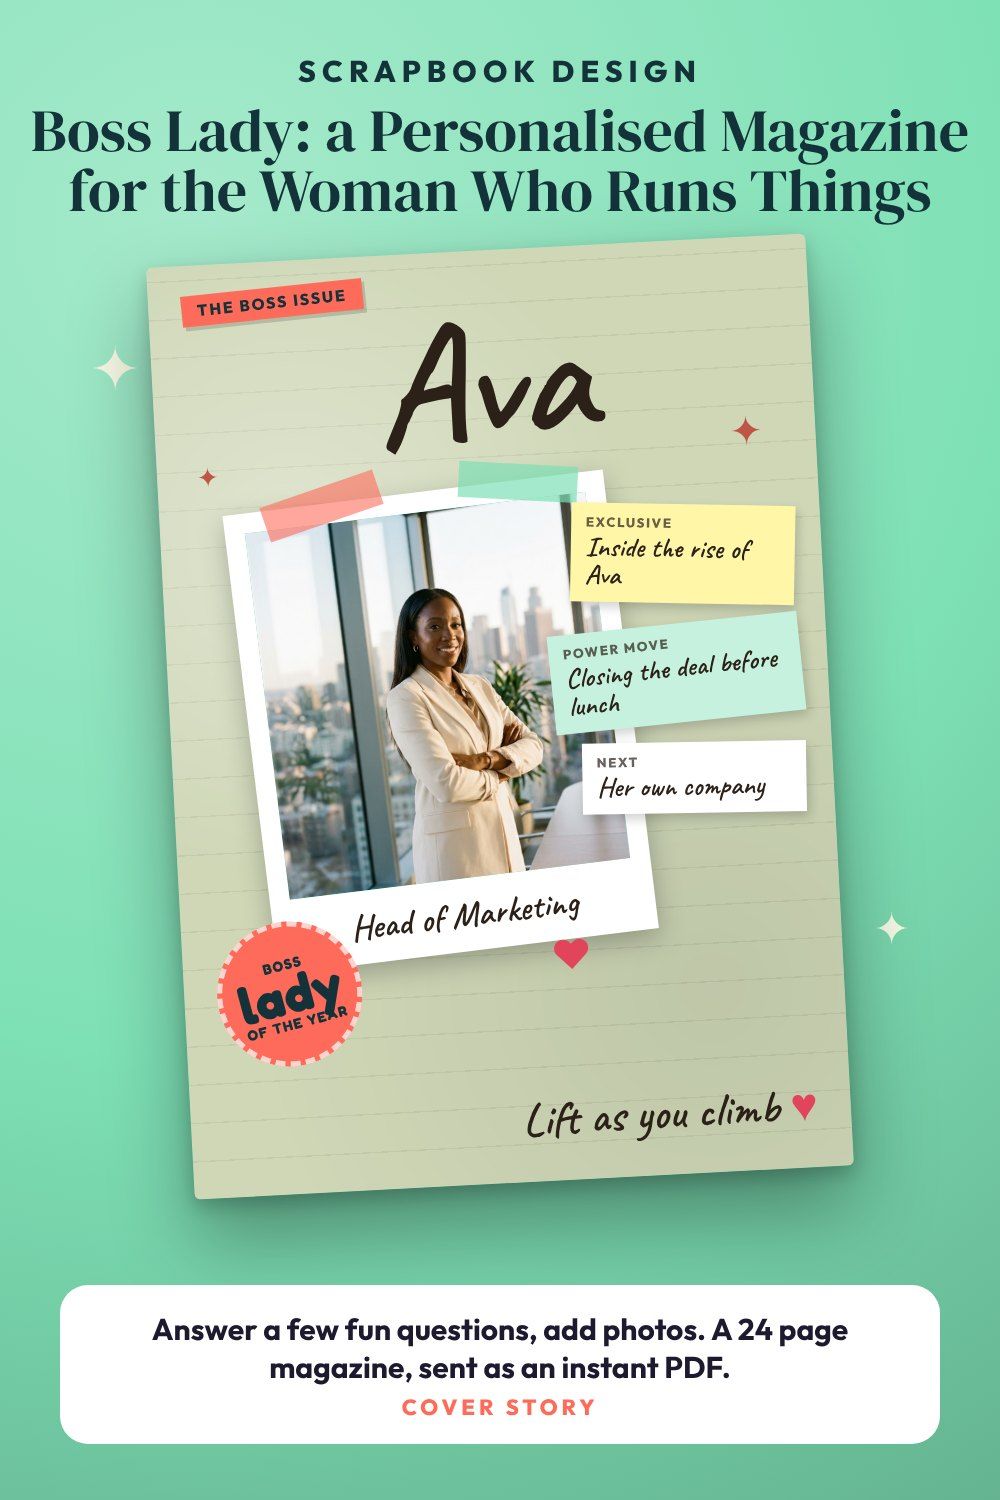 SCRAPBOOK DESIGN
Boss Lady: a Personalised Magazine
for the Woman Who Runs Things
THE BOSS ISSUE
Ava
EXCLUSIVE
Inside the rise of
Ava
POWER MOVE
Closing the deal before
lunch
NEXT
Her own company
Head of Marketing
BOSS
lady
OF THE YEAR
Lift as you climb ♥
Answer a few fun questions, add photos. A 24 page
magazine, sent as an instant PDF.
COVER STORY